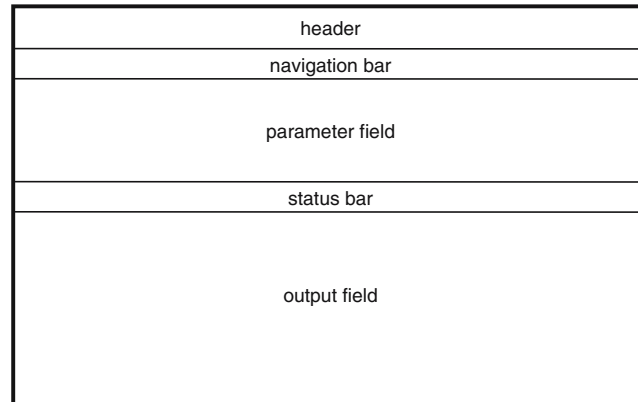 header
navigation bar
parameter field
status bar
output field